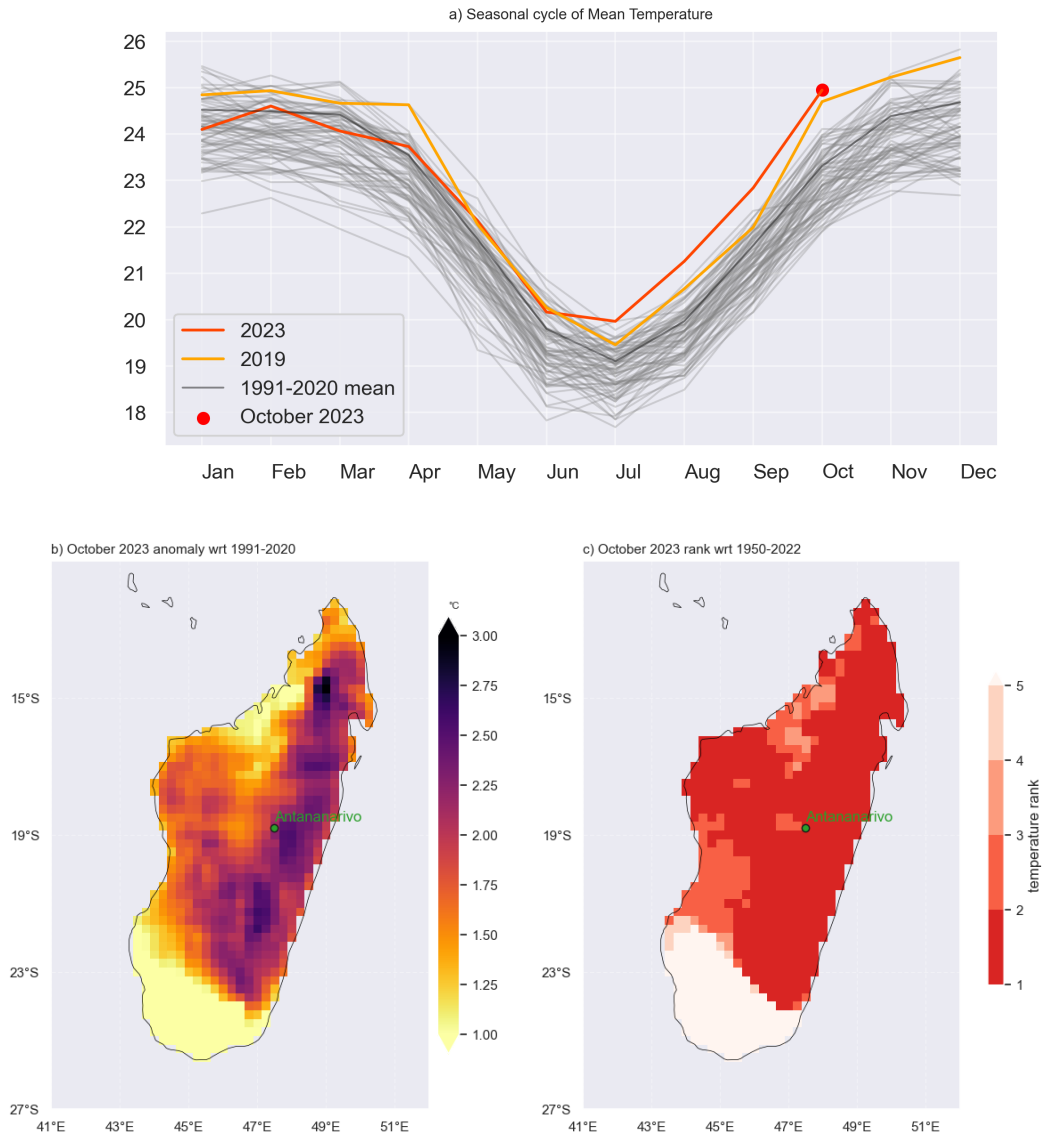 a) Seasonal cycle of Mean Temperature
26
25
24
23
22
21
20
19
18
2023
2019
1991-2020 mean
October 2023
Jan Feb Mar Apr May Jun Jul Aug Sep Oct Nov Dec
b) October 2023 anomaly wrt 1991-2020
15°S
19°S
23°S
27°S
41°E 43°E 45°E 47°E 49°E 51°E
Antananarivo
°C
3.00
2.75
2.50
2.25
2.00
1.75
1.50
1.25
1.00
c) October 2023 rank wrt 1950-2022
15°S
19°S
23°S
27°S
41°E 43°E 45°E 47°E 49°E 51°E
Antananarivo
5
4
3
2
1
temperature rank